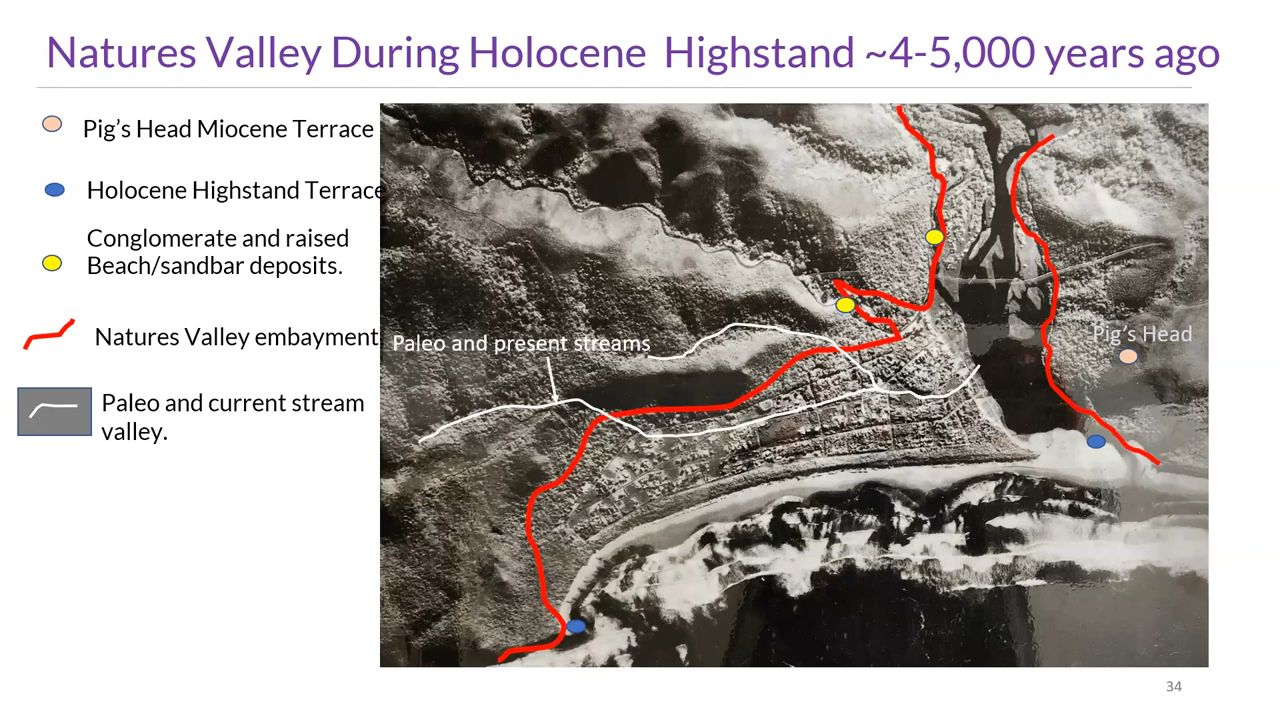 Natures Valley During Holocene  Highstand ~4-5,000 years ago
Pig's Head Miocene Terrace
Holocene Highstand Terrace
Conglomerate and raised
Beach/sandbar deposits.
Natures Valley embayment
Paleo and current stream
valley.
Paleo and present streams
Pig's Head
34